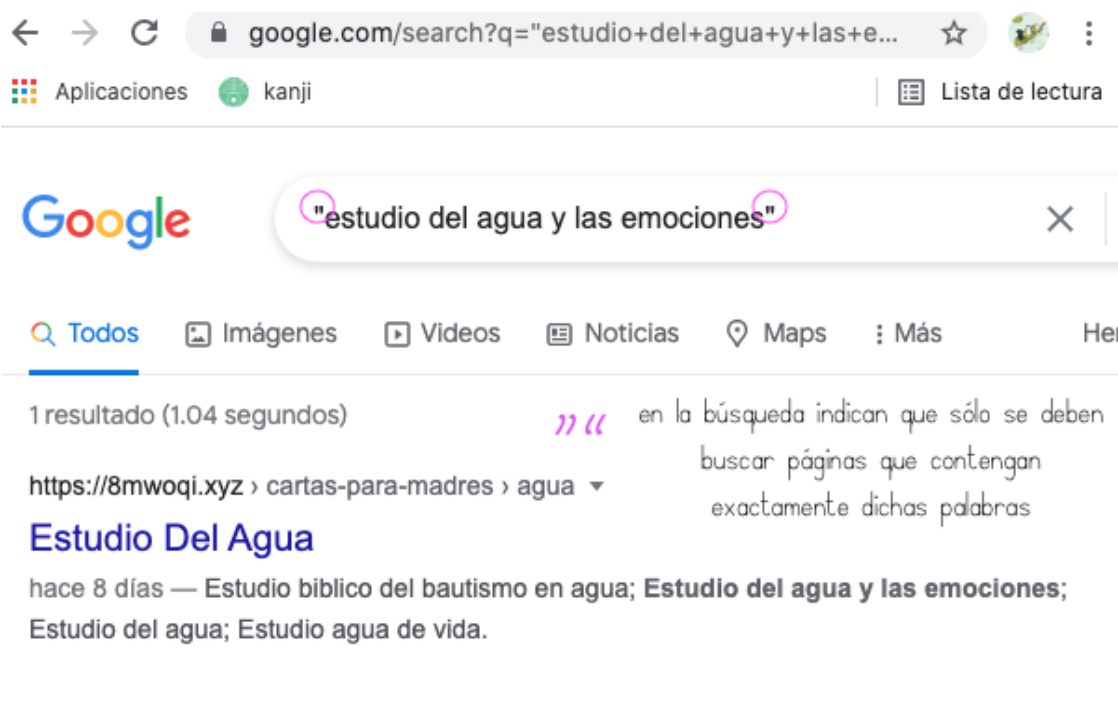 google.com/search?q="estudio+del+agua+y+las+e...
Aplicaciones kanji Lista de lectura
Google "estudio del agua y las emociones"
Todos Imágenes Videos Noticias Maps Más Her
1 resultado (1.04 segundos)
" " en la búsqueda indican que sólo se deben
buscar páginas que contengan
exactamente dichas palabras
https://8mwoqi.xyz › cartas-para-madres › agua
Estudio Del Agua
hace 8 días — Estudio biblico del bautismo en agua; Estudio del agua y las emociones;
Estudio del agua; Estudio agua de vida.